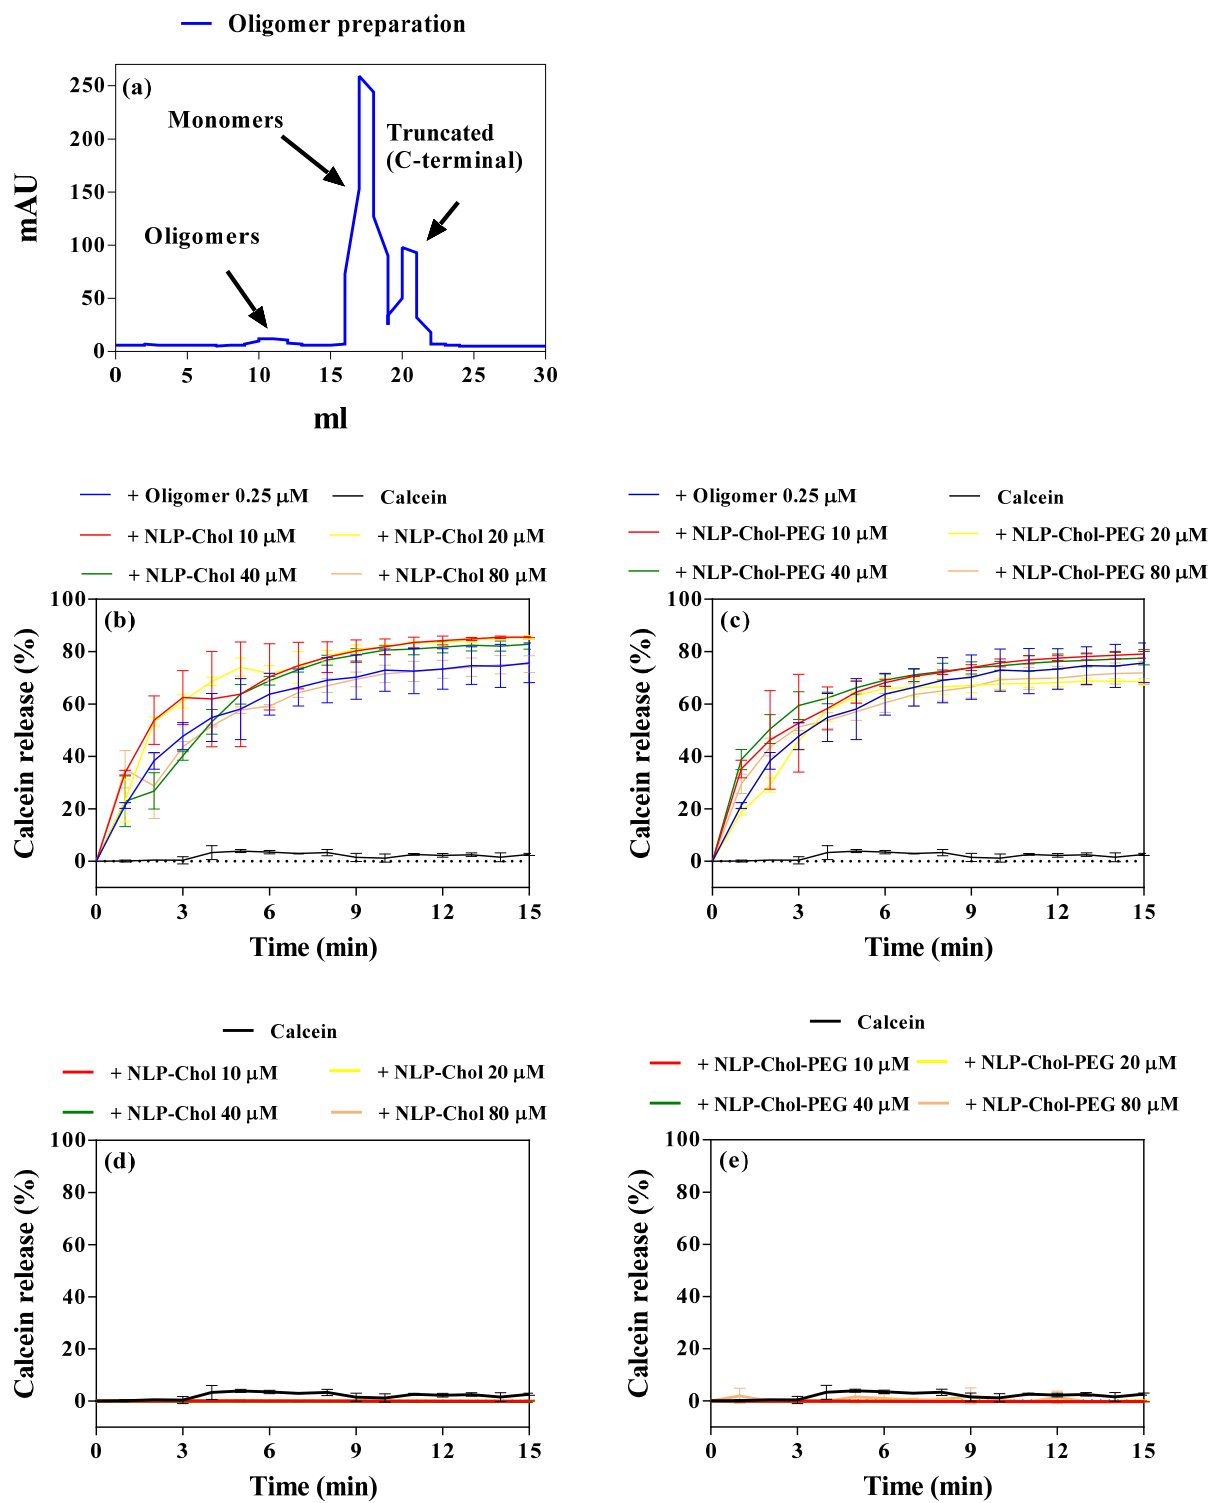 Oligomer preparation
(a)
250
200
150
100
50
0
mAU
Monomers
Truncated
(C-terminal)
Oligomers
0 5 10 15 20 25 30
ml
+ Oligomer 0.25 µM Calcein
+ NLP-Chol 10 µM + NLP-Chol 20 µM
+ NLP-Chol 40 µM + NLP-Chol 80 µM
(b)
100
80
60
40
20
0
Calcein release (%)
0 3 6 9 12 15
Time (min)
+ Oligomer 0.25 µM Calcein
+ NLP-Chol-PEG 10 µM + NLP-Chol-PEG 20 µM
+ NLP-Chol-PEG 40 µM + NLP-Chol-PEG 80 µM
(c)
100
80
60
40
20
0
Calcein release (%)
0 3 6 9 12 15
Time (min)
Calcein
+ NLP-Chol 10 µM + NLP-Chol 20 µM
+ NLP-Chol 40 µM + NLP-Chol 80 µM
(d)
100
80
60
40
20
0
Calcein release (%)
0 3 6 9 12 15
Time (min)
Calcein
+ NLP-Chol-PEG 10 µM + NLP-Chol-PEG 20 µM
+ NLP-Chol-PEG 40 µM + NLP-Chol-PEG 80 µM
(e)
100
80
60
40
20
0
Calcein release (%)
0 3 6 9 12 15
Time (min)